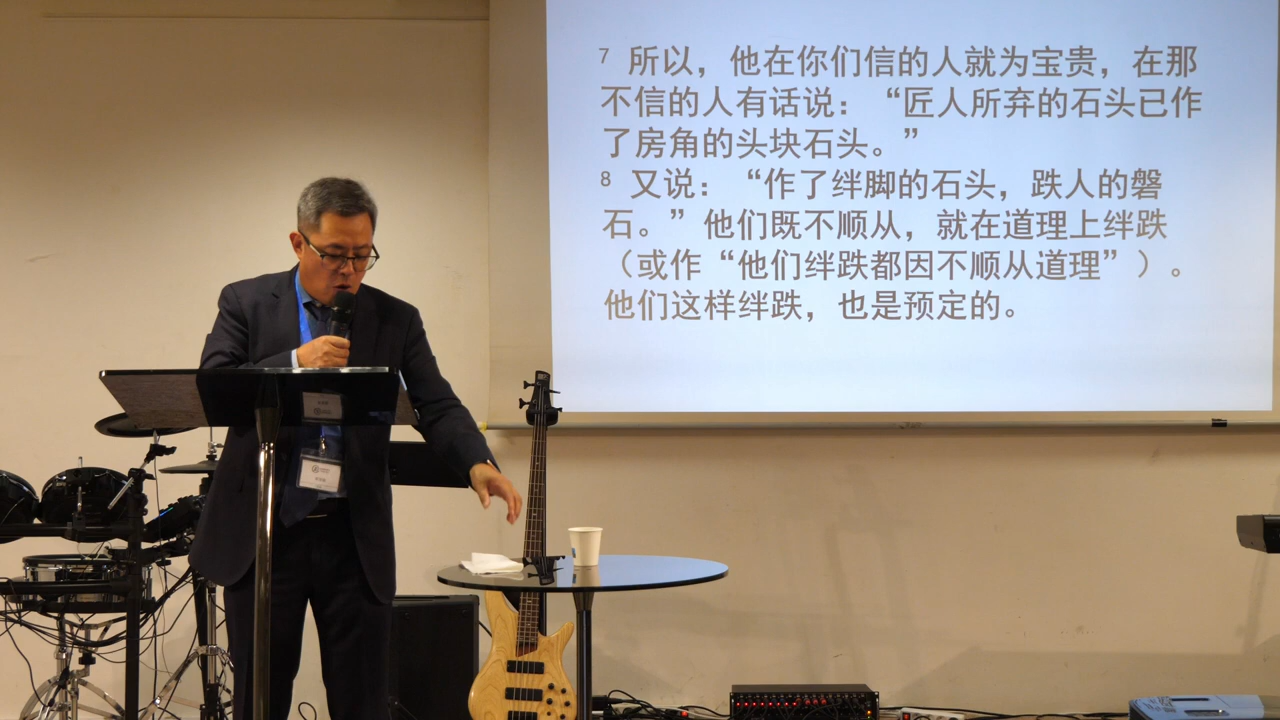 7 所以，他在你们信的人就为宝贵，在那
不信的人有话说：“匠人所弃的石头已作
了房角的头块石头。”
8 又说：“作了绊脚的石头，跌人的磐
石。”他们既不顺从，就在道理上绊跌
（或作“他们绊跌都因不顺从道理”）。
他们这样绊跌，也是预定的。